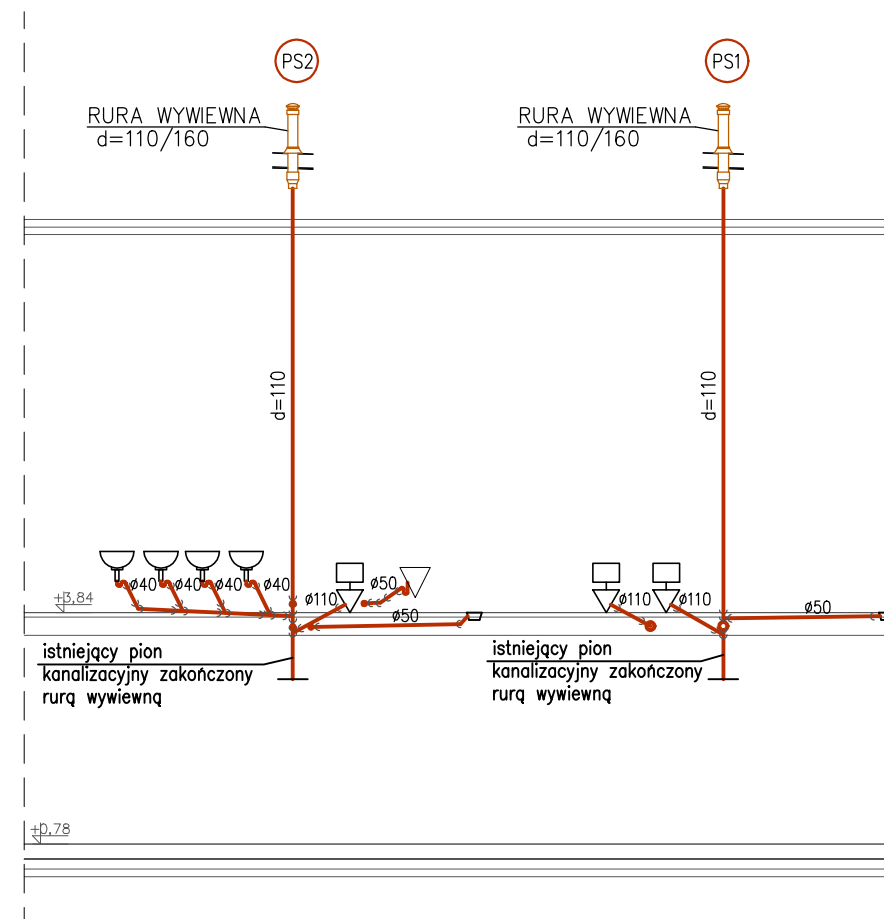 PS2
PS1
RURA WYWIEWNA
d=110/160
RURA WYWIEWNA
d=110/160
d=110
d=110
ø40
ø40
ø40
ø40
ø110
ø50
ø50
ø110
ø110
ø50
+3,84
istniejący pion
kanalizacyjny zakończony
rurą wywiewną
istniejący pion
kanalizacyjny zakończony
rurą wywiewną
+0,78